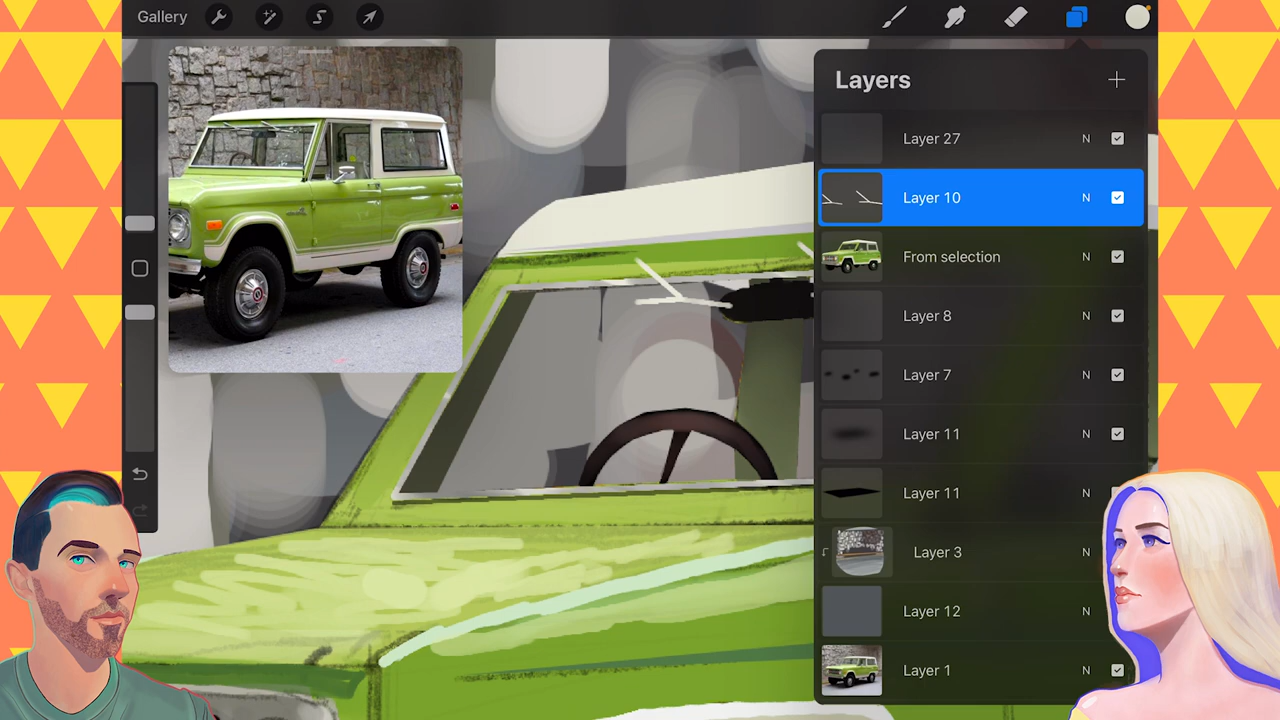 Gallery
Layers
Layer 27 N
Layer 10 N
From selection N
Layer 8 N
Layer 7 N
Layer 11 N
Layer 11 N
Layer 3 N
Layer 12 N
Layer 1 N